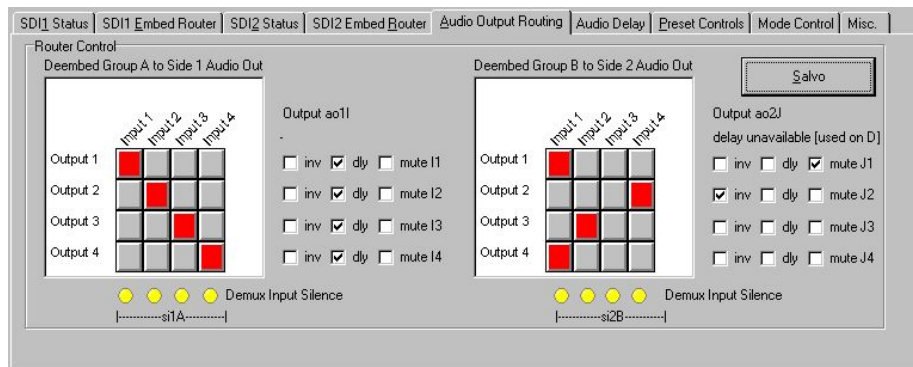 SDI1 Status SDI1 Embed Router SDI2 Status SDI2 Embed Router Audio Output Routing Audio Delay Preset Controls Mode Control Misc.
Router Control
Deembed Group A to Side 1 Audio Out
Input 1 Input 2 Input 3 Input 4
Output 1
Output 2
Output 3
Output 4
Output ao1I
-
inv dly mute I1
inv dly mute I2
inv dly mute I3
inv dly mute I4
Demux Input Silence
|-----------si1A----------|
Deembed Group B to Side 2 Audio Out
Input 1 Input 2 Input 3 Input 4
Output 1
Output 2
Output 3
Output 4
Salvo
Output ao2J
delay unavailable [used on D]
inv dly mute J1
inv dly mute J2
inv dly mute J3
inv dly mute J4
Demux Input Silence
|-----------si2B----------|